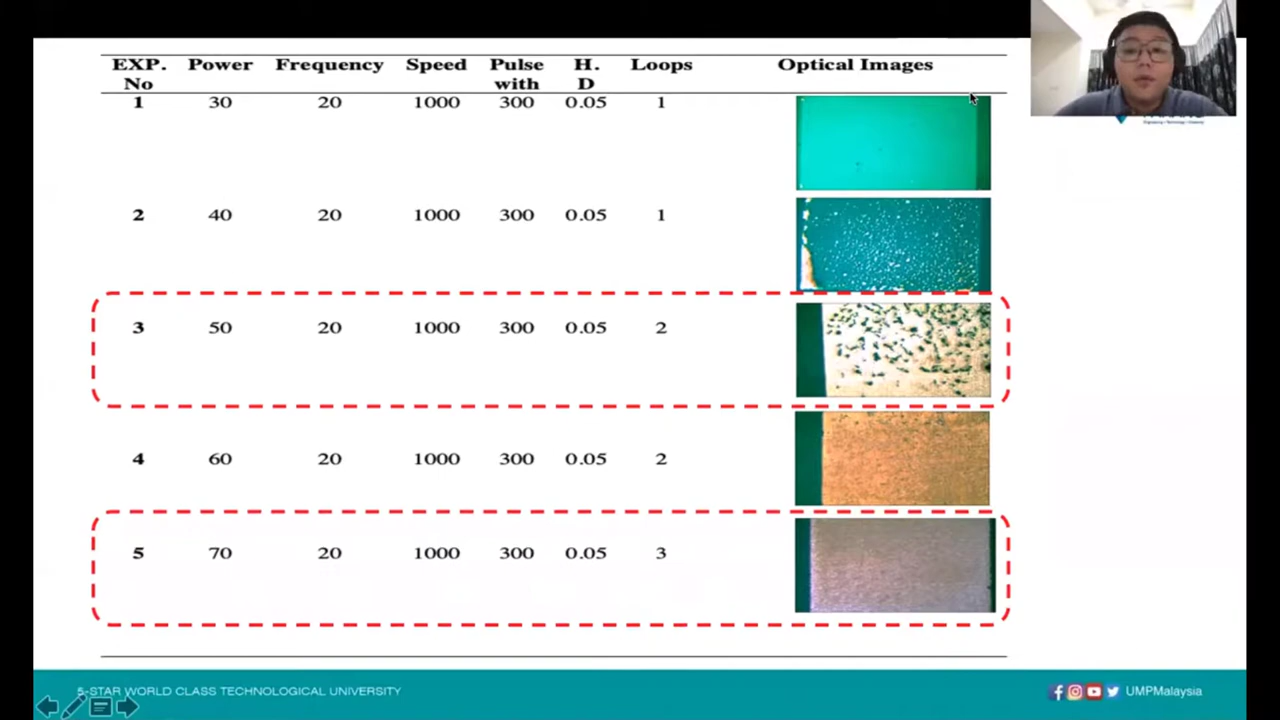 EXP. No Power Frequency Speed Pulse with H. D Loops Optical Images
1 30 20 1000 300 0.05 1
2 40 20 1000 300 0.05 1
3 50 20 1000 300 0.05 2
4 60 20 1000 300 0.05 2
5 70 20 1000 300 0.05 3
5-STAR WORLD CLASS TECHNOLOGICAL UNIVERSITY
UMPMalaysia